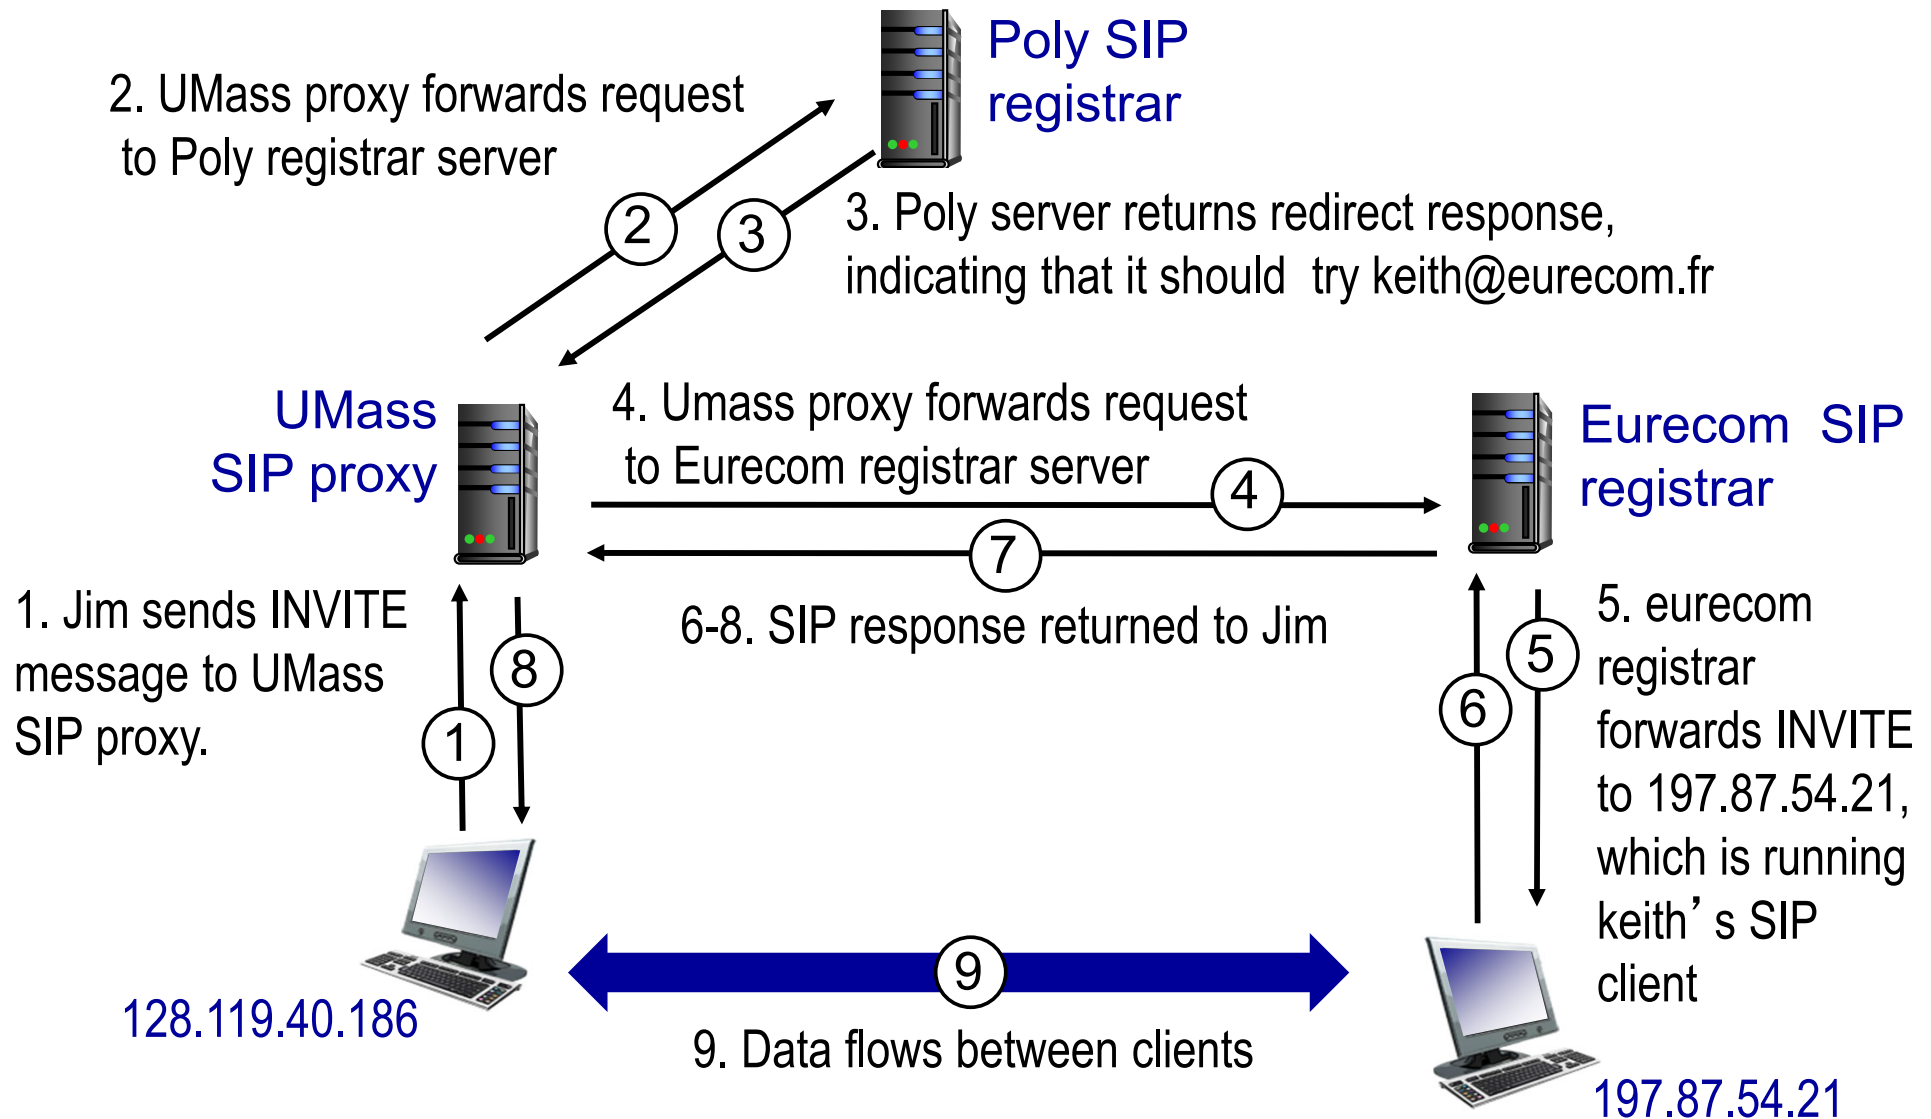 Poly SIP
registrar
2. UMass proxy forwards request
to Poly registrar server
2
3
3. Poly server returns redirect response,
indicating that it should  try keith@eurecom.fr
UMass
SIP proxy
4. Umass proxy forwards request
to Eurecom registrar server
4
Eurecom  SIP
registrar
7
6-8. SIP response returned to Jim
1. Jim sends INVITE
message to UMass
SIP proxy.
1
8
6
5
5. eurecom
registrar
forwards INVITE
to 197.87.54.21,
which is running
keith’ s SIP
client
128.119.40.186
9
9. Data flows between clients
197.87.54.21